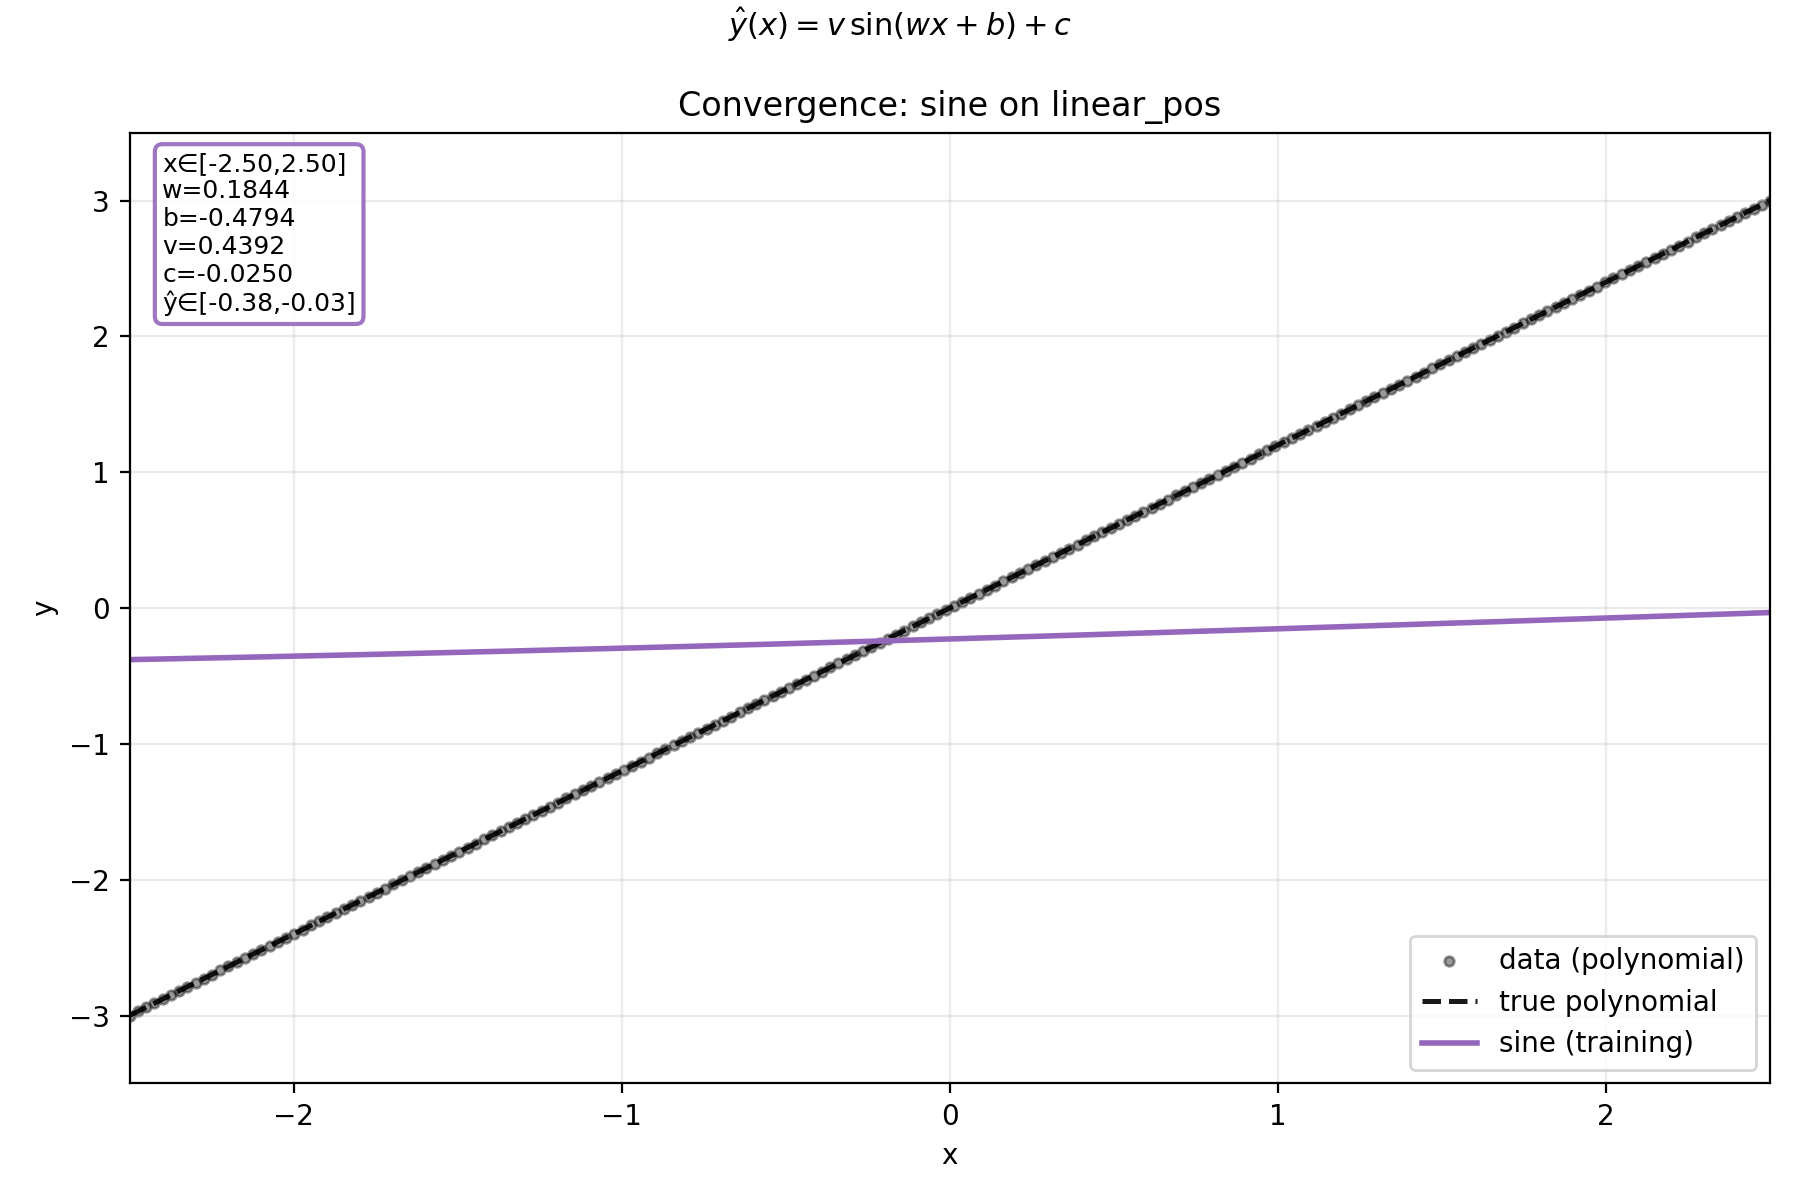 ŷ(x) = v sin(wx + b) + c
Convergence: sine on linear_pos
x∈[-2.50,2.50]
w=0.1844
b=-0.4794
v=0.4392
c=-0.0250
ŷ∈[-0.38,-0.03]
3
2
1
0
−1
−2
−3
y
−2
−1
0
1
2
x
data (polynomial)
true polynomial
sine (training)